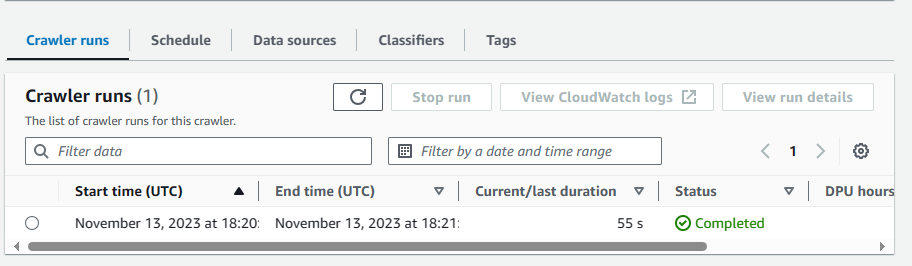 Crawler runs Schedule Data sources Classifiers Tags
Crawler runs (1) Stop run View CloudWatch logs View run details
The list of crawler runs for this crawler.
Filter data Filter by a date and time range 1
Start time (UTC) End time (UTC) Current/last duration Status DPU hours
November 13, 2023 at 18:20: November 13, 2023 at 18:21: 55 s Completed